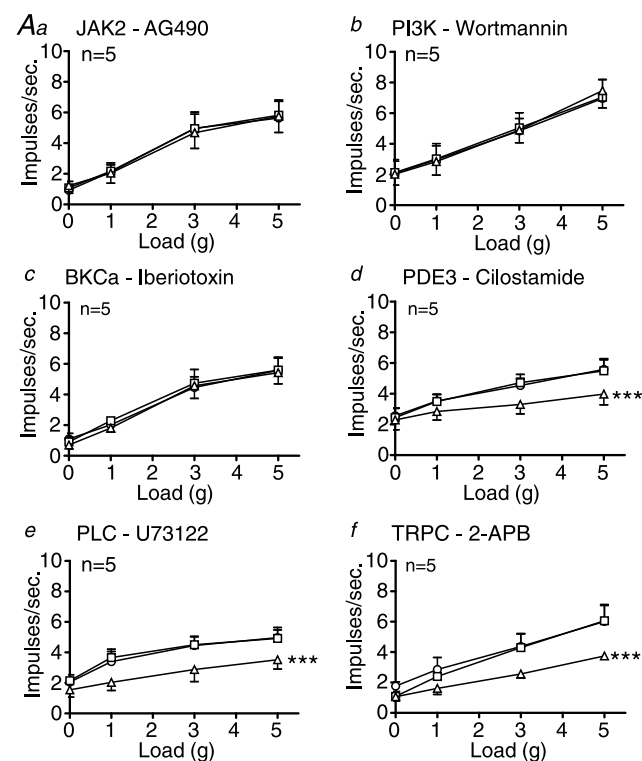 Aa JAK2 - AG490
n=5
Impulses/sec.
10
8
6
4
2
0
0 1 2 3 4 5
Load (g)
b PI3K - Wortmannin
n=5
Impulses/sec.
10
8
6
4
2
0
0 1 2 3 4 5
Load (g)
c BKCa - Iberiotoxin
n=5
Impulses/sec.
10
8
6
4
2
0
0 1 2 3 4 5
Load (g)
d PDE3 - Cilostamide
n=5
Impulses/sec.
10
8
6
4
2
0
***
0 1 2 3 4 5
Load (g)
e PLC - U73122
n=5
Impulses/sec.
10
8
6
4
2
0
***
0 1 2 3 4 5
Load (g)
f TRPC - 2-APB
n=5
Impulses/sec.
10
8
6
4
2
0
***
0 1 2 3 4 5
Load (g)